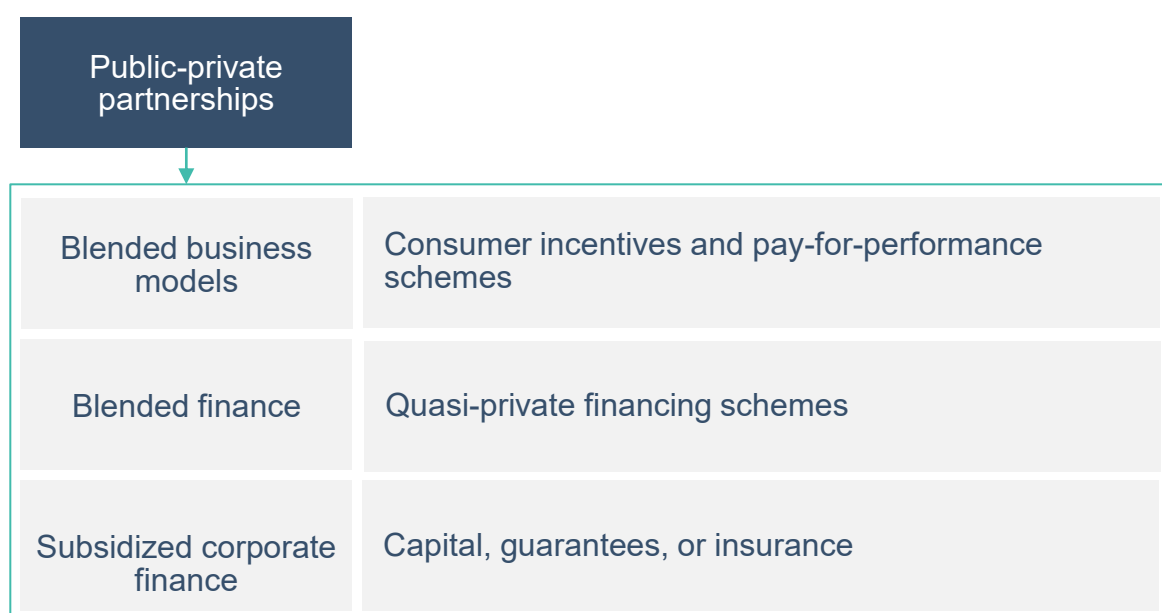 Public-private
partnerships
Blended business
models
Consumer incentives and pay-for-performance
schemes
Blended finance
Quasi-private financing schemes
Subsidized corporate
finance
Capital, guarantees, or insurance